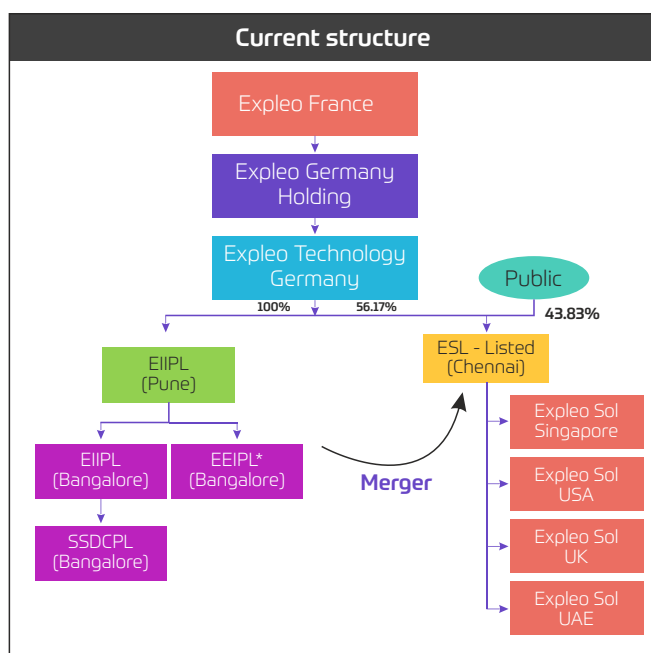 Current structure
Expleo France
Expleo Germany
Holding
Expleo Technology
Germany
Public
100%
56.17%
43.83%
EIIPL
(Pune)
ESL - Listed
(Chennai)
EIIPL
(Bangalore)
EEIPL*
(Bangalore)
SSDCPL
(Bangalore)
Merger
Expleo Sol
Singapore
Expleo Sol
USA
Expleo Sol
UK
Expleo Sol
UAE